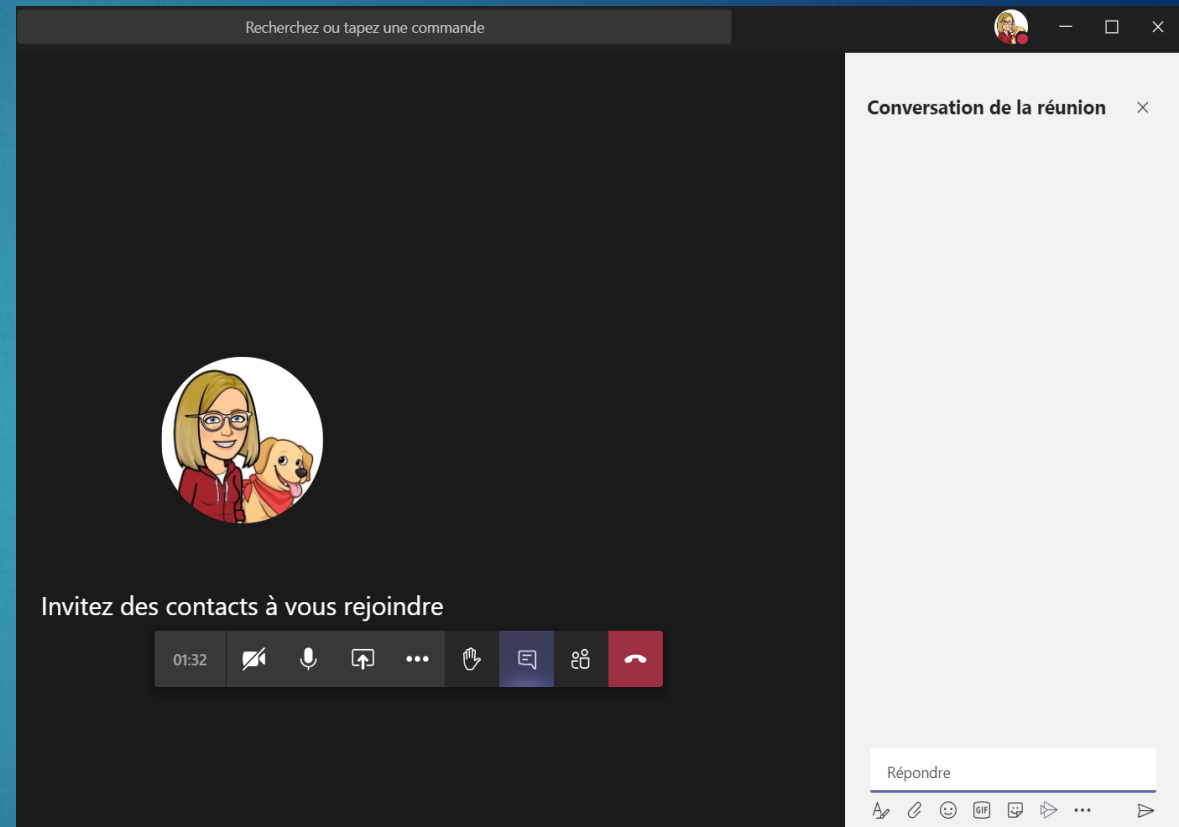 Recherchez ou tapez une commande
Conversation de la réunion
Invitez des contacts à vous rejoindre
01:32
Répondre
GIF